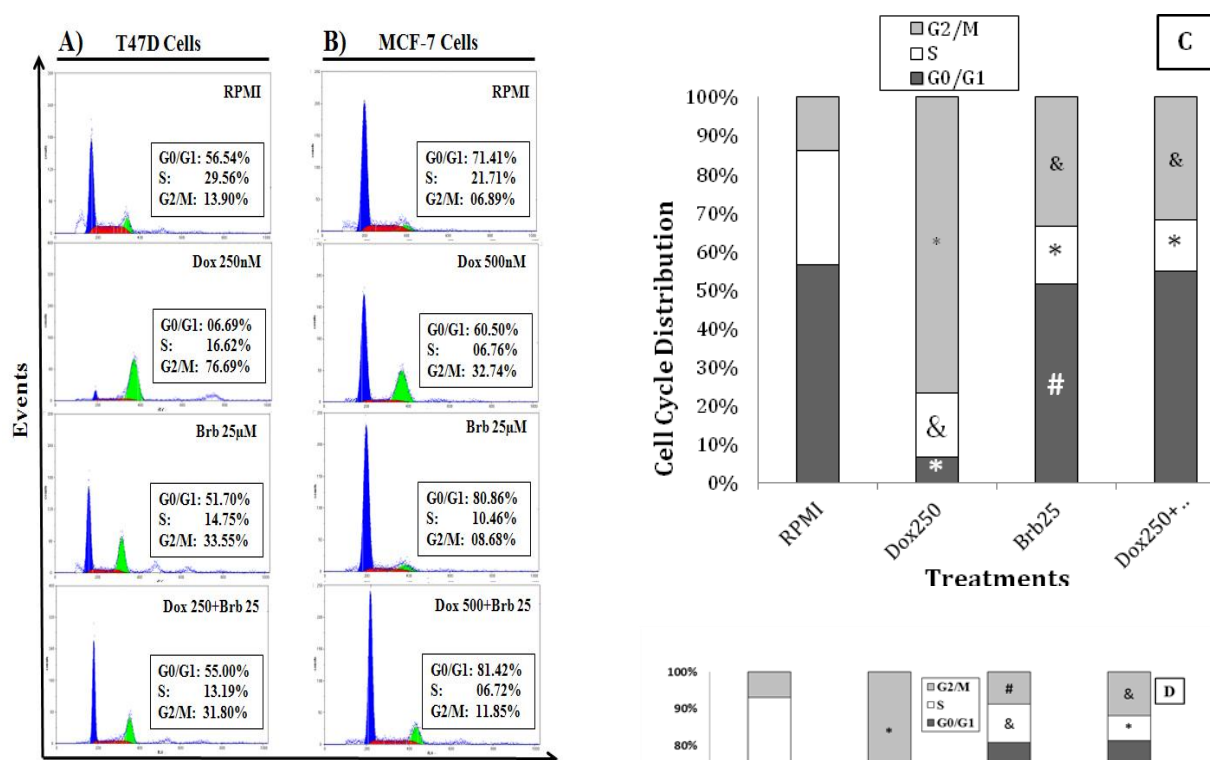 A) T47D Cells
B) MCF-7 Cells
Events
RPMI
G0/G1: 56.54%
S: 29.56%
G2/M: 13.90%
RPMI
G0/G1: 71.41%
S: 21.71%
G2/M: 06.89%
Dox 250nM
G0/G1: 06.69%
S: 16.62%
G2/M: 76.69%
Dox 500nM
G0/G1: 60.50%
S: 06.76%
G2/M: 32.74%
Brb 25µM
G0/G1: 51.70%
S: 14.75%
G2/M: 33.55%
Brb 25µM
G0/G1: 80.86%
S: 10.46%
G2/M: 08.68%
Dox 250+Brb 25
G0/G1: 55.00%
S: 13.19%
G2/M: 31.80%
Dox 500+Brb 25
G0/G1: 81.42%
S: 06.72%
G2/M: 11.85%
G2/M
S
G0/G1
C
Cell Cycle Distribution
100%
90%
80%
70%
60%
50%
40%
30%
20%
10%
0%
*
&
*
&
*
#
&
*
RPMI
Dox250
Brb25
Dox250+..
Treatments
100%
90%
80%
G2/M
S
G0/G1
D
*
#
&
&
*